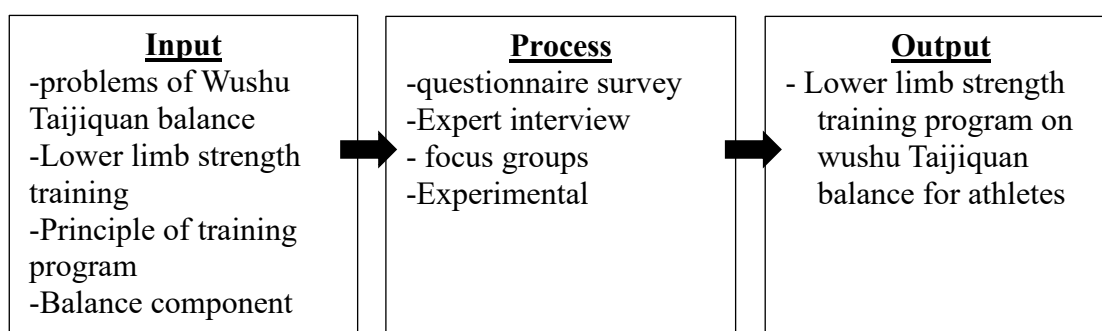 Input
-problems of Wushu
Taijiquan balance
-Lower limb strength
training
-Principle of training
program
-Balance component
Process
-questionnaire survey
-Expert interview
- focus groups
-Experimental
Output
- Lower limb strength
training program on
wushu Taijiquan
balance for athletes